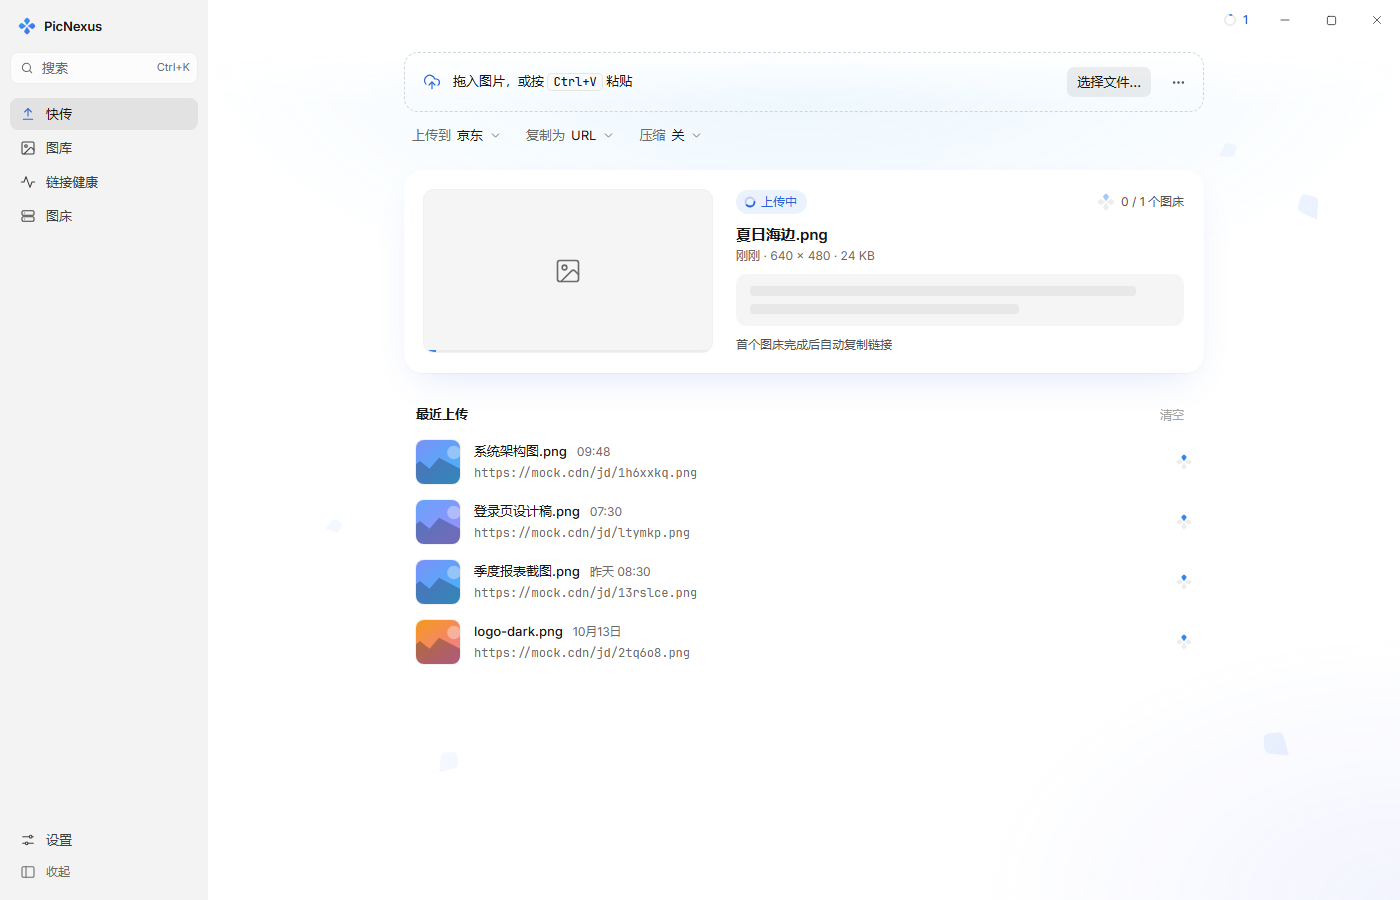 PicNexus
搜索 Ctrl+K
快传
图库
链接健康
图床
设置
收起
1
拖入图片，或按 Ctrl+V 粘贴
选择文件...
上传到 京东 复制为 URL 压缩 关
上传中
0 / 1 个图床
夏日海边.png
刚刚 · 640 × 480 · 24 KB
首个图床完成后自动复制链接
最近上传
清空
系统架构图.png 09:48
https://mock.cdn/jd/1h6xxkq.png
登录页设计稿.png 07:30
https://mock.cdn/jd/ltymkp.png
季度报表截图.png 昨天 08:30
https://mock.cdn/jd/13rslce.png
logo-dark.png 10月13日
https://mock.cdn/jd/2tq6o8.png